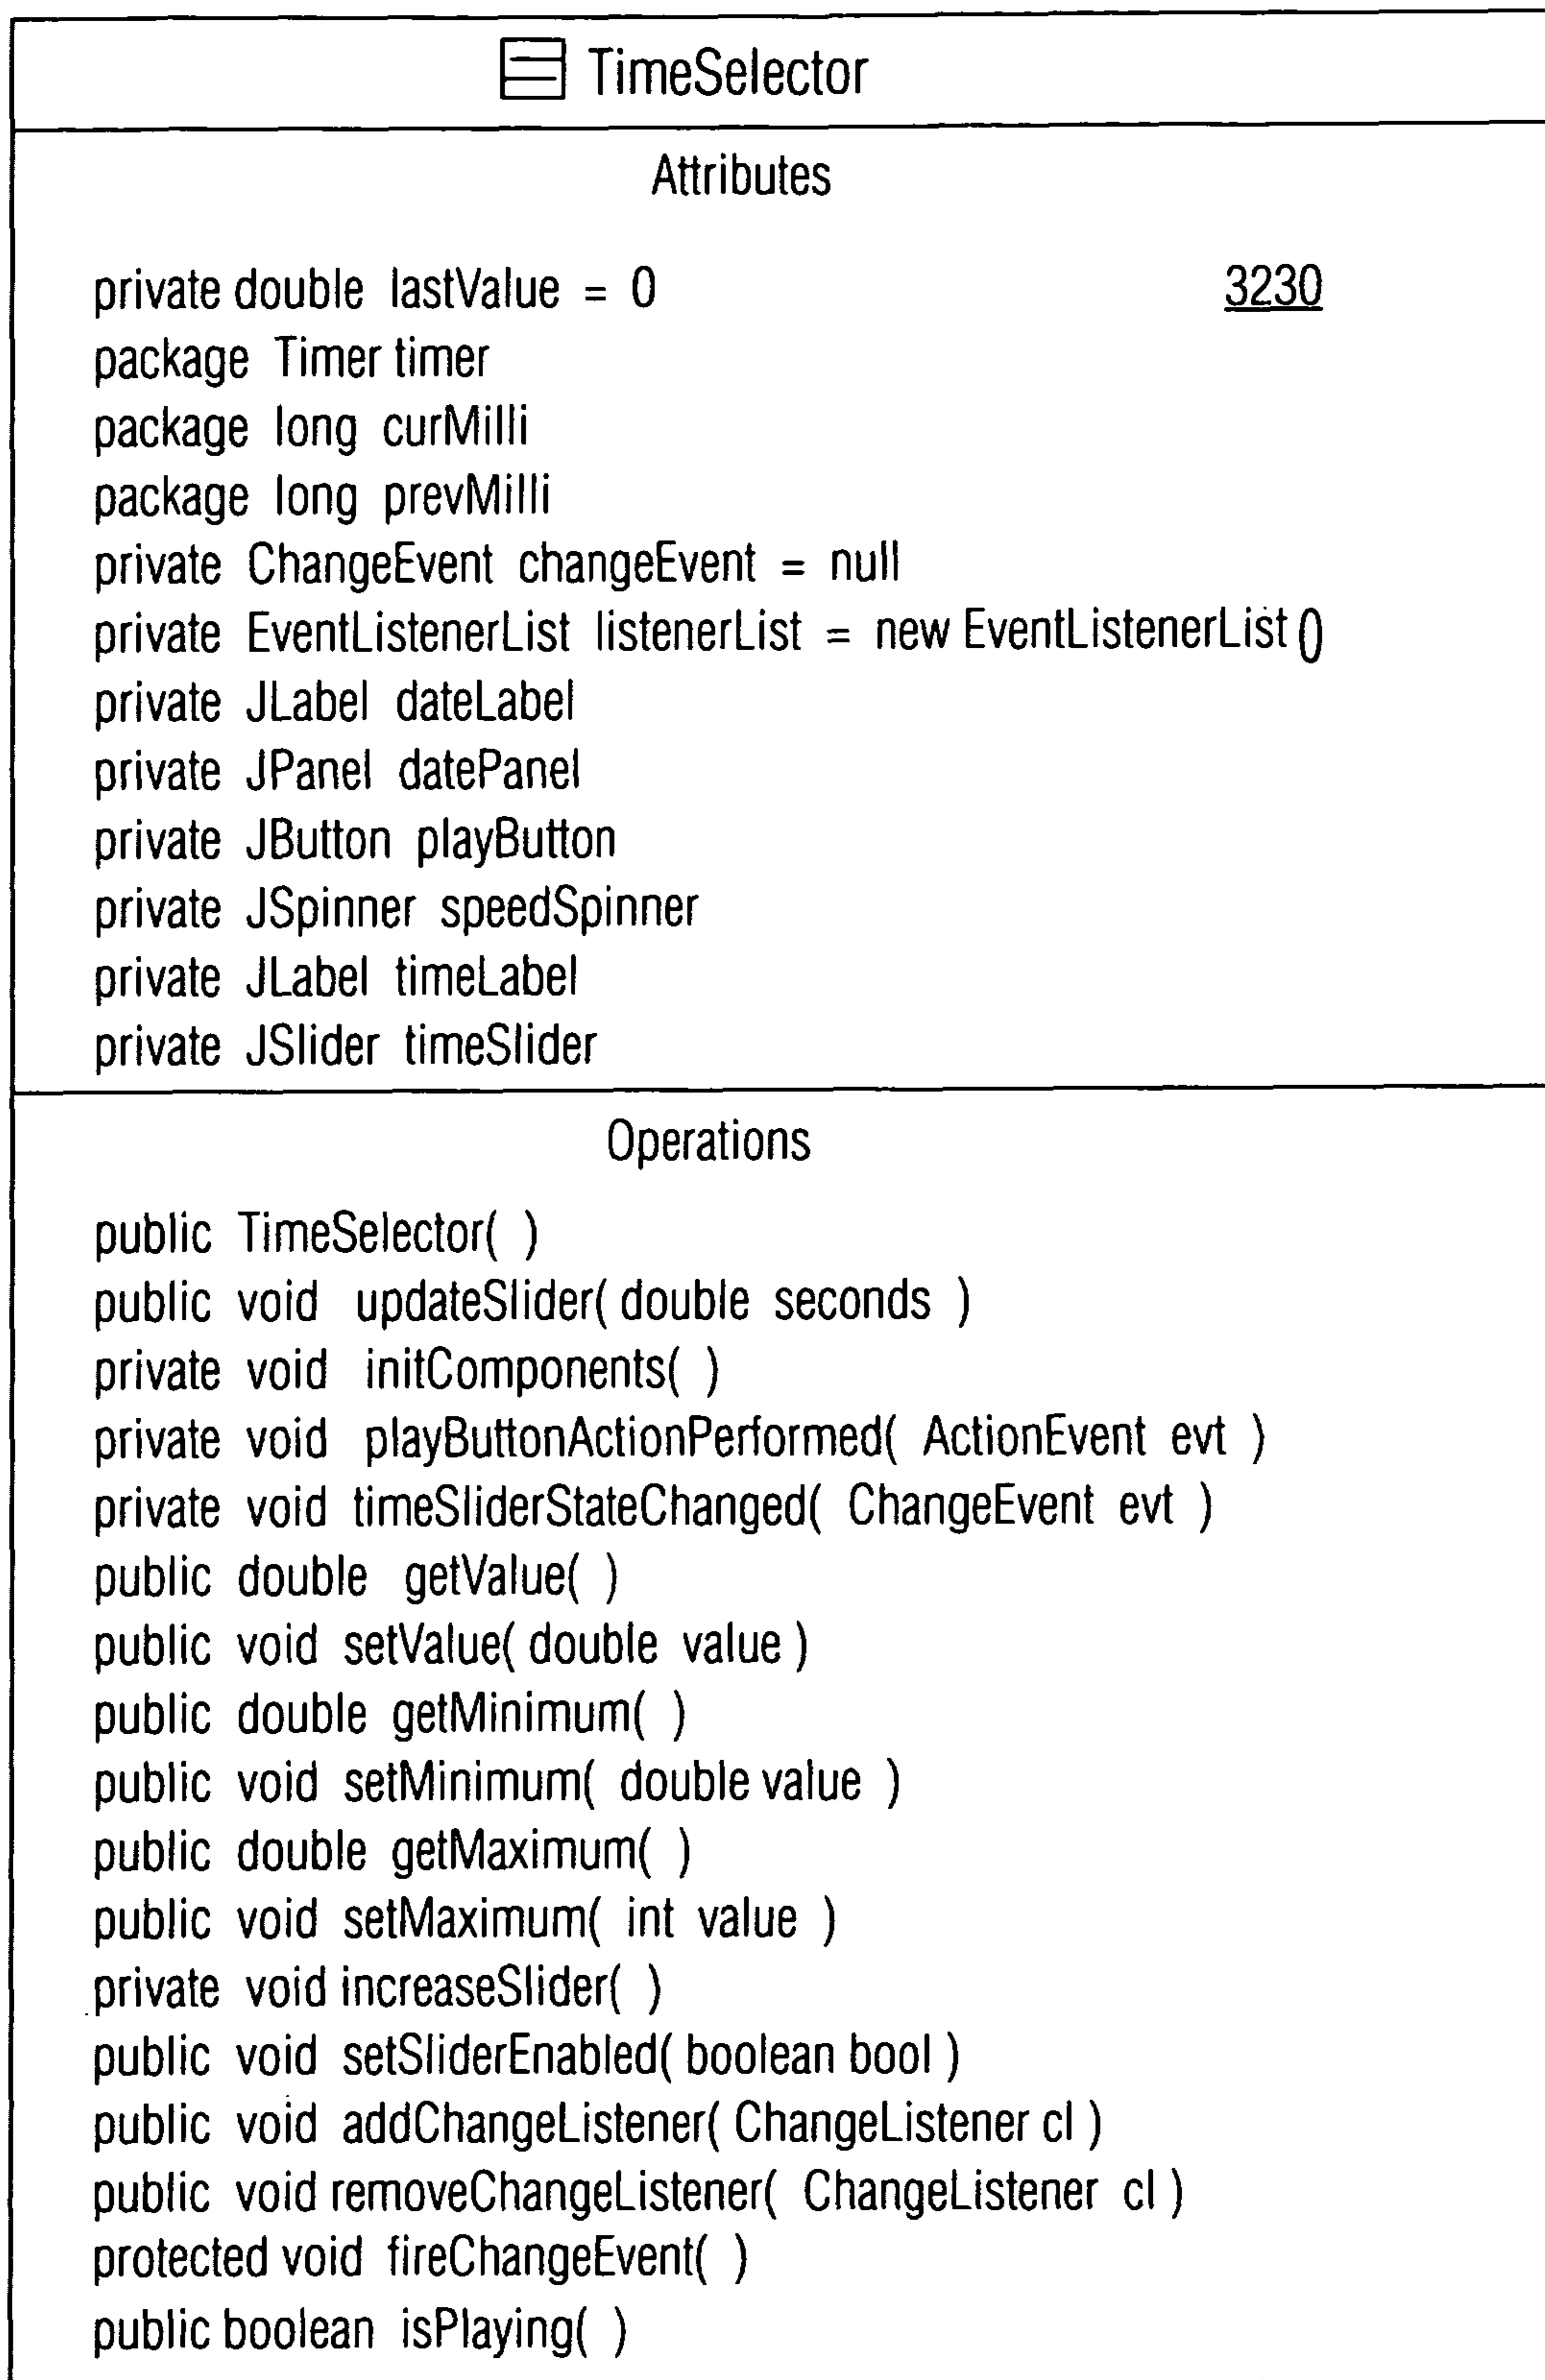 TimeSelector
Attributes
private double lastValue = 0 3230
package Timer timer
package long curMilli
package long prevMilli
private ChangeEvent changeEvent = null
private EventListenerList listenerList = new EventListenerList()
private JLabel dateLabel
private JPanel datePanel
private JButton playButton
private JSpinner speedSpinner
private JLabel timeLabel
private JSlider timeSlider
Operations
public TimeSelector( )
public void updateSlider( double seconds )
private void initComponents( )
private void playButtonActionPerformed( ActionEvent evt )
private void timeSliderStateChanged( ChangeEvent evt )
public double getValue( )
public void setValue( double value )
public double getMinimum( )
public void setMinimum( double value )
public double getMaximum( )
public void setMaximum( int value )
private void increaseSlider( )
public void setSliderEnabled( boolean bool )
public void addChangeListener( ChangeListener cl )
public void removeChangeListener( ChangeListener cl )
protected void fireChangeEvent( )
public boolean isPlaying( )